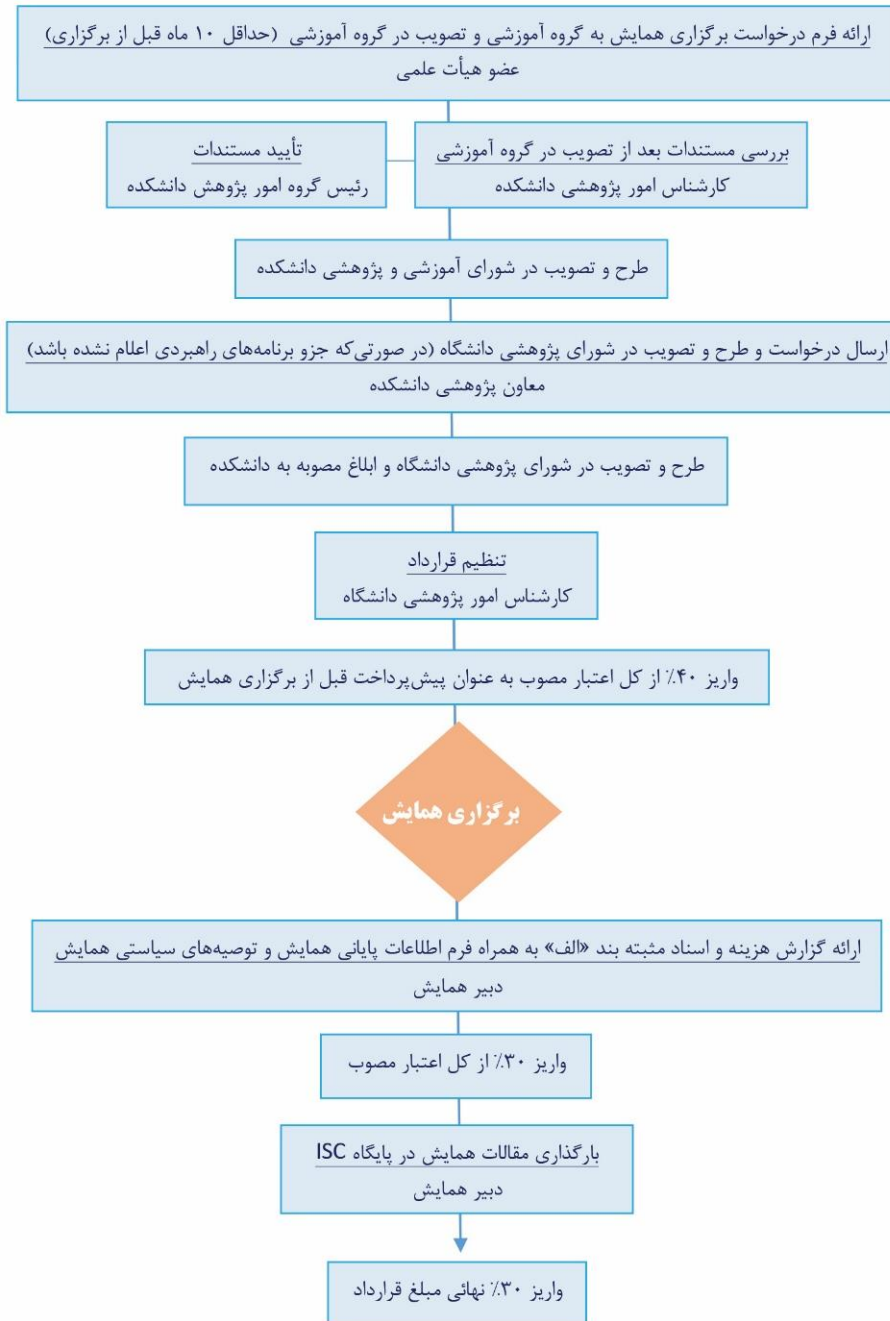 ارائه فرم درخواست برگزاری همایش به گروه آموزشی و تصویب در گروه آموزشی (حداقل ۱۰ ماه قبل از برگزاری)
عضو هیأت علمی
بررسی مستندات بعد از تصویب در گروه آموزشی
کارشناس امور پژوهشی دانشکده
تأیید مستندات
رئیس گروه امور پژوهش دانشکده
طرح و تصویب در شورای آموزشی و پژوهشی دانشکده
ارسال درخواست و طرح و تصویب در شورای پژوهشی دانشگاه (در صورتی‌که جزو برنامه‌های راهبردی اعلام نشده باشد)
معاون پژوهشی دانشکده
طرح و تصویب در شورای پژوهشی دانشگاه و ابلاغ مصوبه به دانشکده
تنظیم قرارداد
کارشناس امور پژوهشی دانشگاه
واریز ۴۰٪ از کل اعتبار مصوب به عنوان پیش‌پرداخت قبل از برگزاری همایش
برگزاری همایش
ارائه گزارش هزینه و اسناد مثبته بند «الف» به همراه فرم اطلاعات پایانی همایش و توصیه‌های سیاستی همایش
دبیر همایش
واریز ۳۰٪ از کل اعتبار مصوب
بارگذاری مقالات همایش در پایگاه ISC
دبیر همایش
واریز ۳۰٪ نهائی مبلغ قرارداد